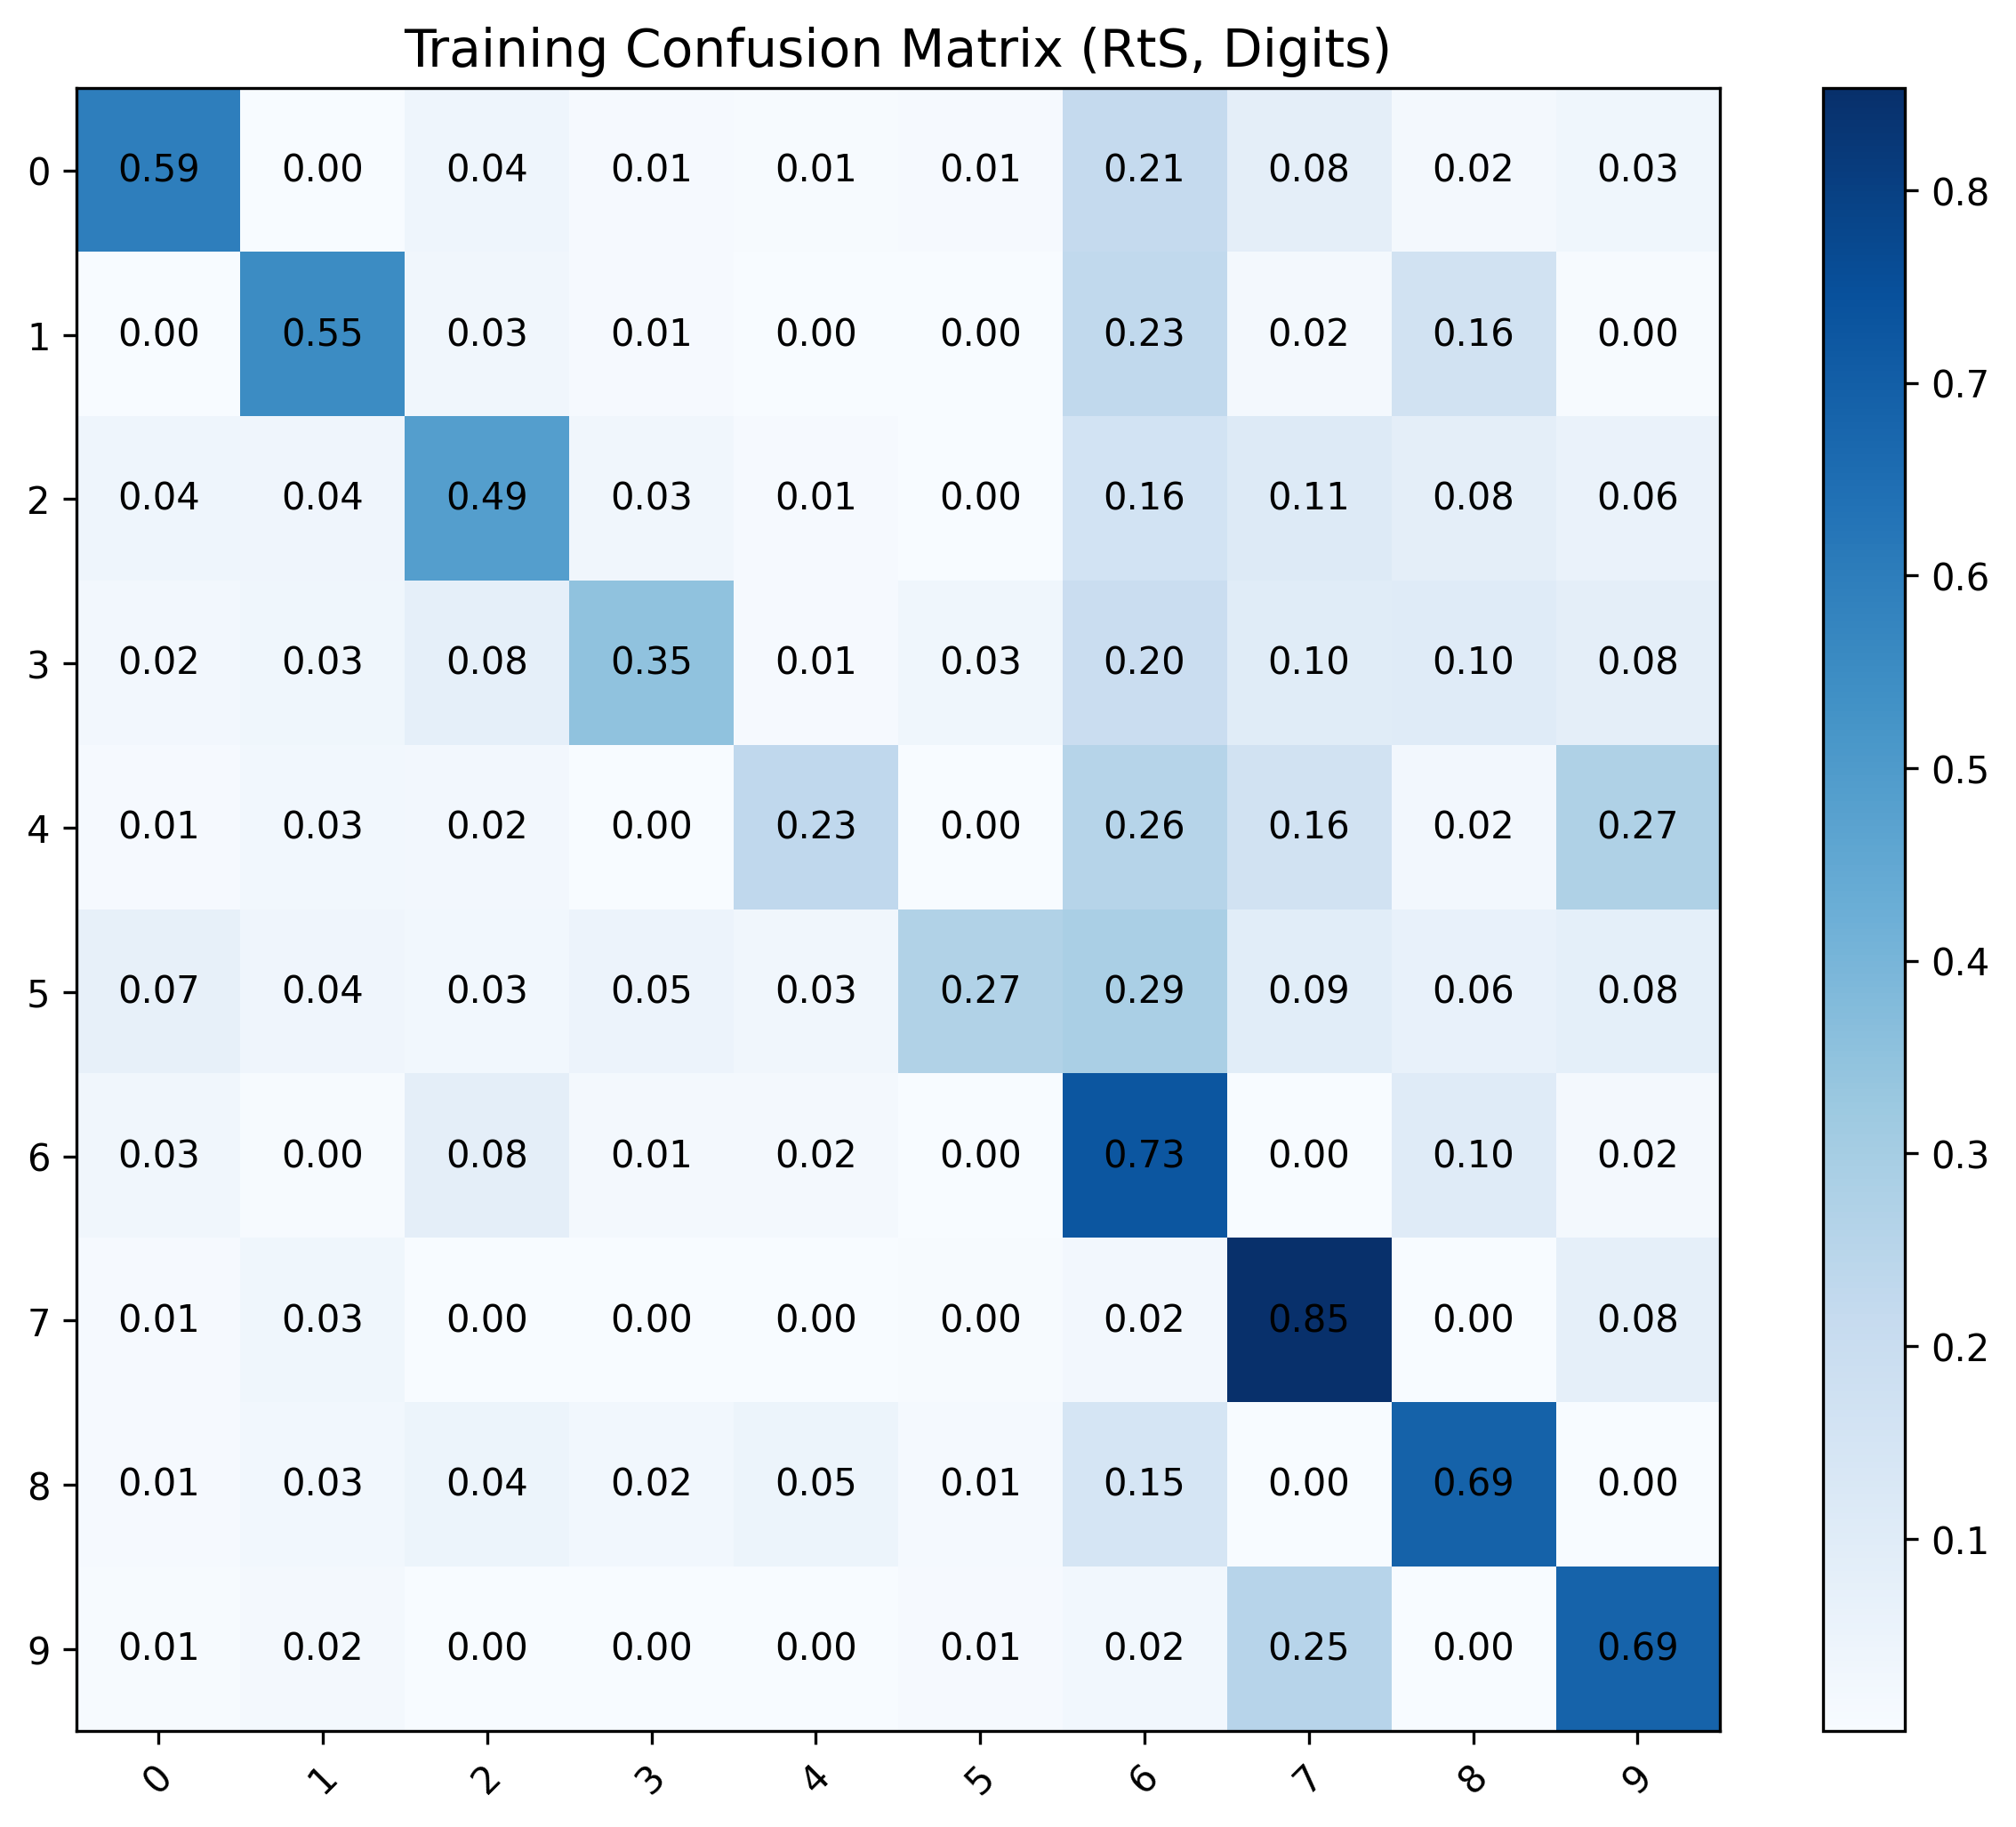 Training Confusion Matrix (RtS, Digits)
0 0.59 0.00 0.04 0.01 0.01 0.01 0.21 0.08 0.02 0.03
1 0.00 0.55 0.03 0.01 0.00 0.00 0.23 0.02 0.16 0.00
2 0.04 0.04 0.49 0.03 0.01 0.00 0.16 0.11 0.08 0.06
3 0.02 0.03 0.08 0.35 0.01 0.03 0.20 0.10 0.10 0.08
4 0.01 0.03 0.02 0.00 0.23 0.00 0.26 0.16 0.02 0.27
5 0.07 0.04 0.03 0.05 0.03 0.27 0.29 0.09 0.06 0.08
6 0.03 0.00 0.08 0.01 0.02 0.00 0.73 0.00 0.10 0.02
7 0.01 0.03 0.00 0.00 0.00 0.00 0.02 0.85 0.00 0.08
8 0.01 0.03 0.04 0.02 0.05 0.01 0.15 0.00 0.69 0.00
9 0.01 0.02 0.00 0.00 0.00 0.01 0.02 0.25 0.00 0.69
0 1 2 3 4 5 6 7 8 9
0.8
0.7
0.6
0.5
0.4
0.3
0.2
0.1